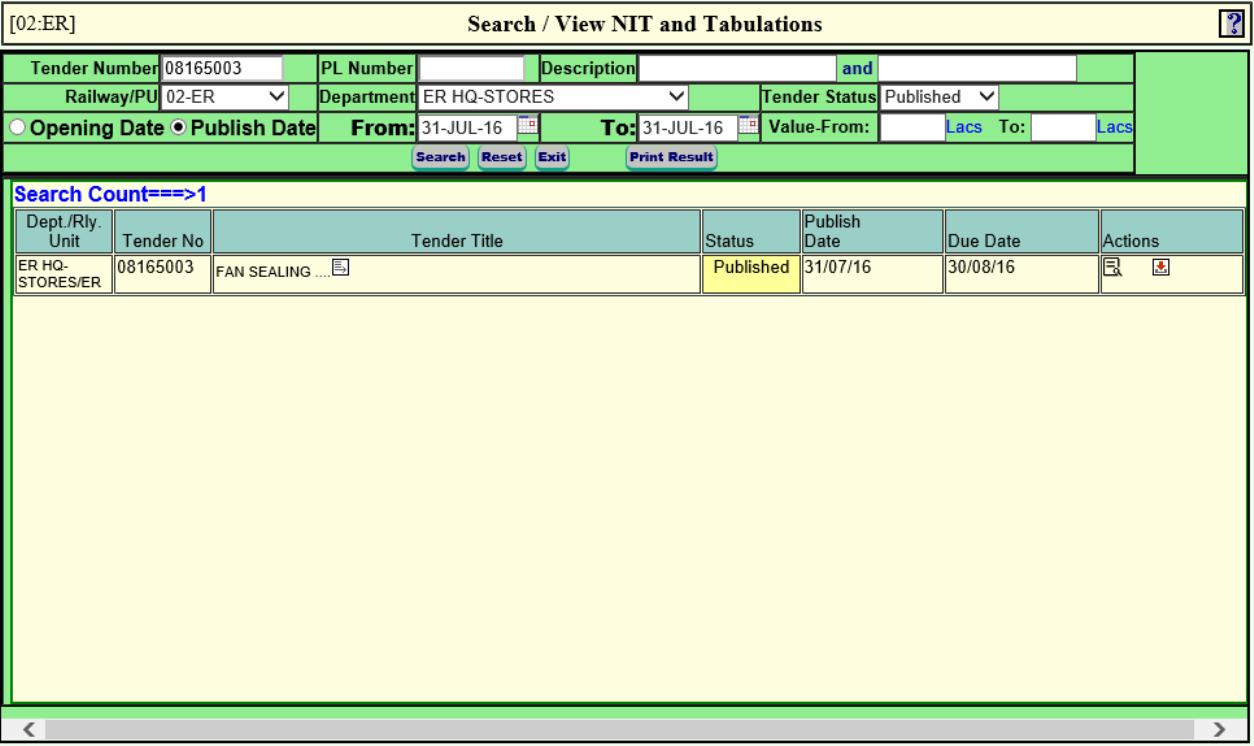 [02:ER] Search / View NIT and Tabulations ?
Tender Number 08165003 PL Number Description and
Railway/PU 02-ER Department ER HQ-STORES Tender Status Published
Opening Date Publish Date From: 31-JUL-16 To: 31-JUL-16 Value-From: Lacs To: Lacs
Search Reset Exit Print Result
Search Count===>1
Dept./Rly. Unit Tender No Tender Title Status Publish Date Due Date Actions
ER HQ-STORES/ER 08165003 FAN SEALING .... Published 31/07/16 30/08/16